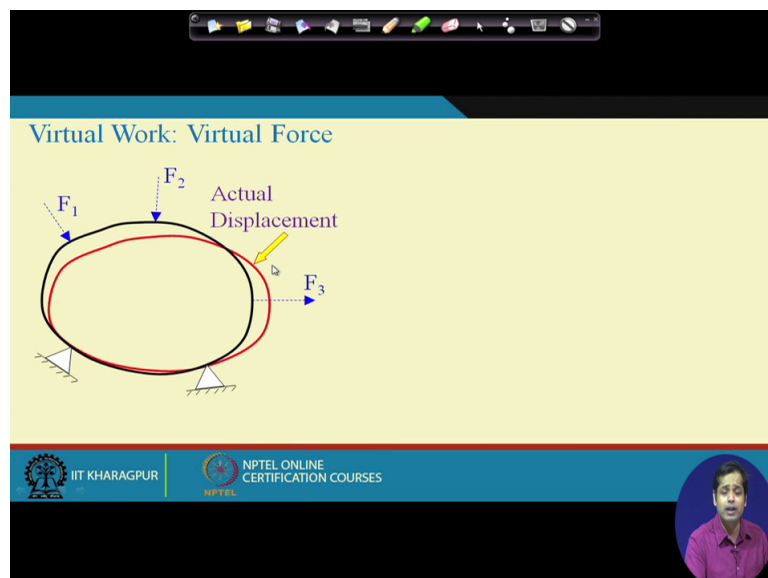 Virtual Work: Virtual Force
F₂
F₁
Actual
Displacement
F₃
IIT KHARAGPUR
NPTEL
NPTEL ONLINE
CERTIFICATION COURSES